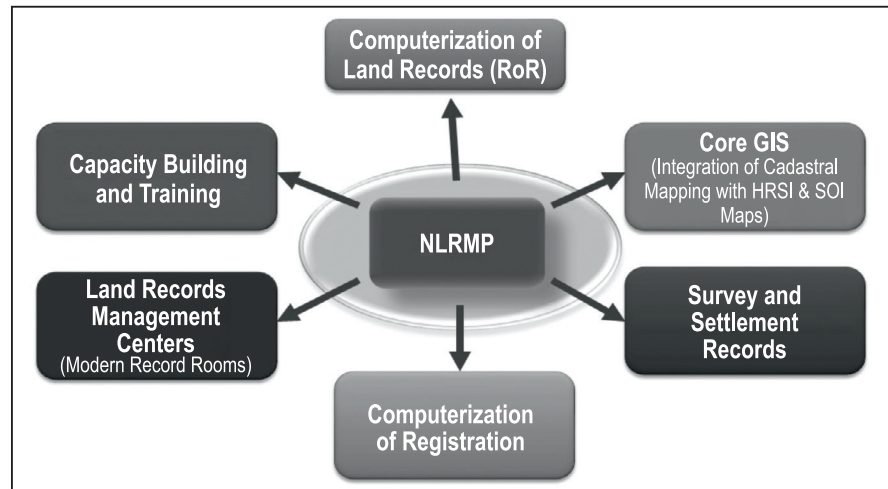 Computerization of
Land Records (RoR)
Capacity Building
and Training
Core GIS
(Integration of Cadastral
Mapping with HRSI & SOI
Maps)
NLRMP
Land Records
Management
Centers
(Modern Record Rooms)
Survey and
Settlement
Records
Computerization
of Registration